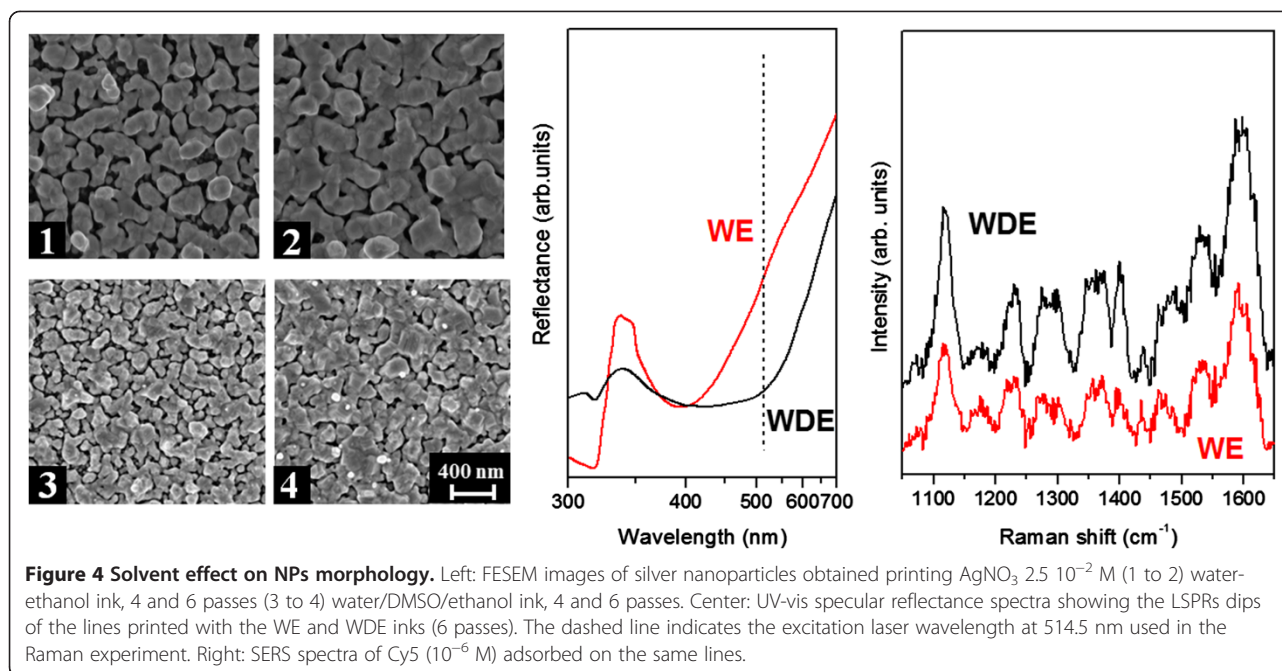 1
2
3
4
400 nm
Reflectance (arb.units)
WE
WDE
300
400
500
600
700
Wavelength (nm)
Intensity (arb. units)
WDE
WE
1100
1200
1300
1400
1500
1600
Raman shift (cm⁻¹)
Figure 4 Solvent effect on NPs morphology. Left: FESEM images of silver nanoparticles obtained printing AgNO₃ 2.5 10⁻² M (1 to 2) water-
ethanol ink, 4 and 6 passes (3 to 4) water/DMSO/ethanol ink, 4 and 6 passes. Center: UV-vis specular reflectance spectra showing the LSPRs dips
of the lines printed with the WE and WDE inks (6 passes). The dashed line indicates the excitation laser wavelength at 514.5 nm used in the
Raman experiment. Right: SERS spectra of Cy5 (10⁻⁶ M) adsorbed on the same lines.